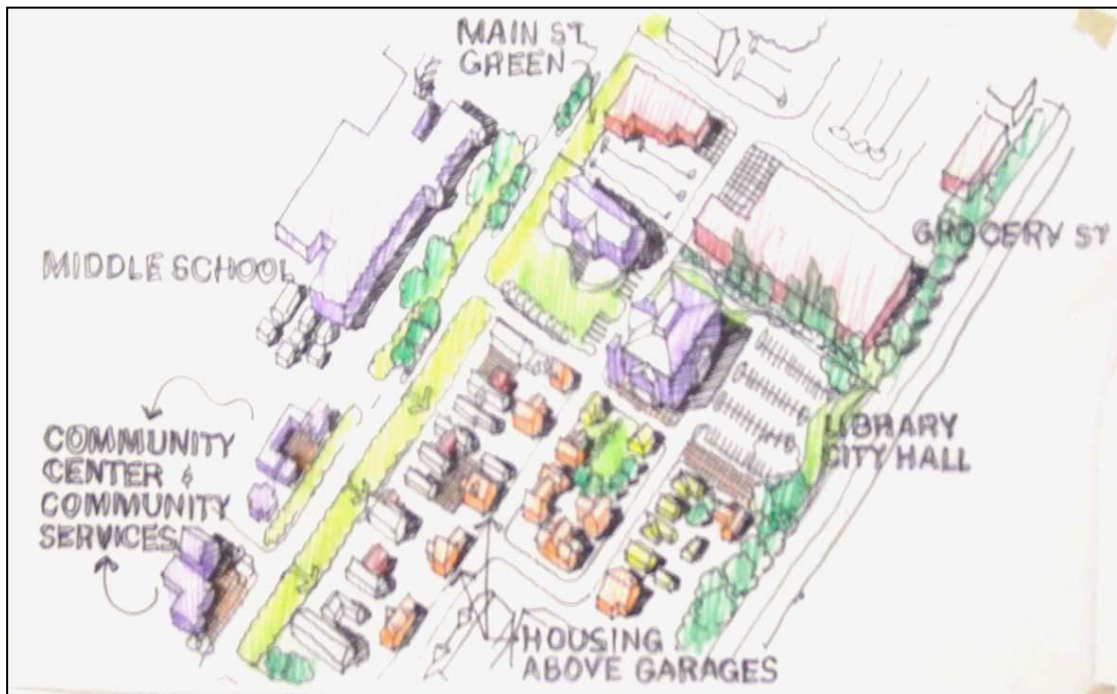 MAIN ST.
GREEN
MIDDLE SCHOOL
GROCERY ST
COMMUNITY
CENTER &
COMMUNITY
SERVICES
LIBRARY
CITY HALL
HOUSING
ABOVE GARAGES